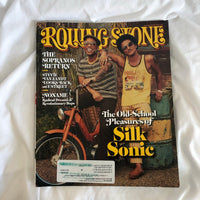 ROLLING STONE
THE
SOPRANOS
RETURN
STEVIE
VAN ZANDT
LOOKS BACK
ON E STREET
NONAME
Radical Dreams &
Revolutionary Hope
The Old-School
Pleasures of
Silk
Sonic